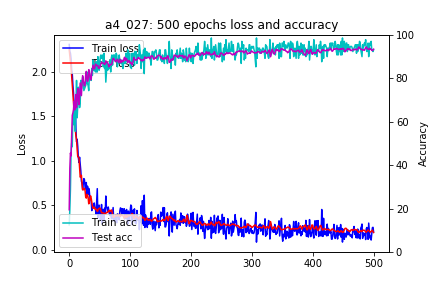 a4_027: 500 epochs loss and accuracy
Train loss
Test loss
Train acc
Test acc
Loss
Accuracy
2.0
1.5
1.0
0.5
0.0
100
80
60
40
20
0
0
100
200
300
400
500